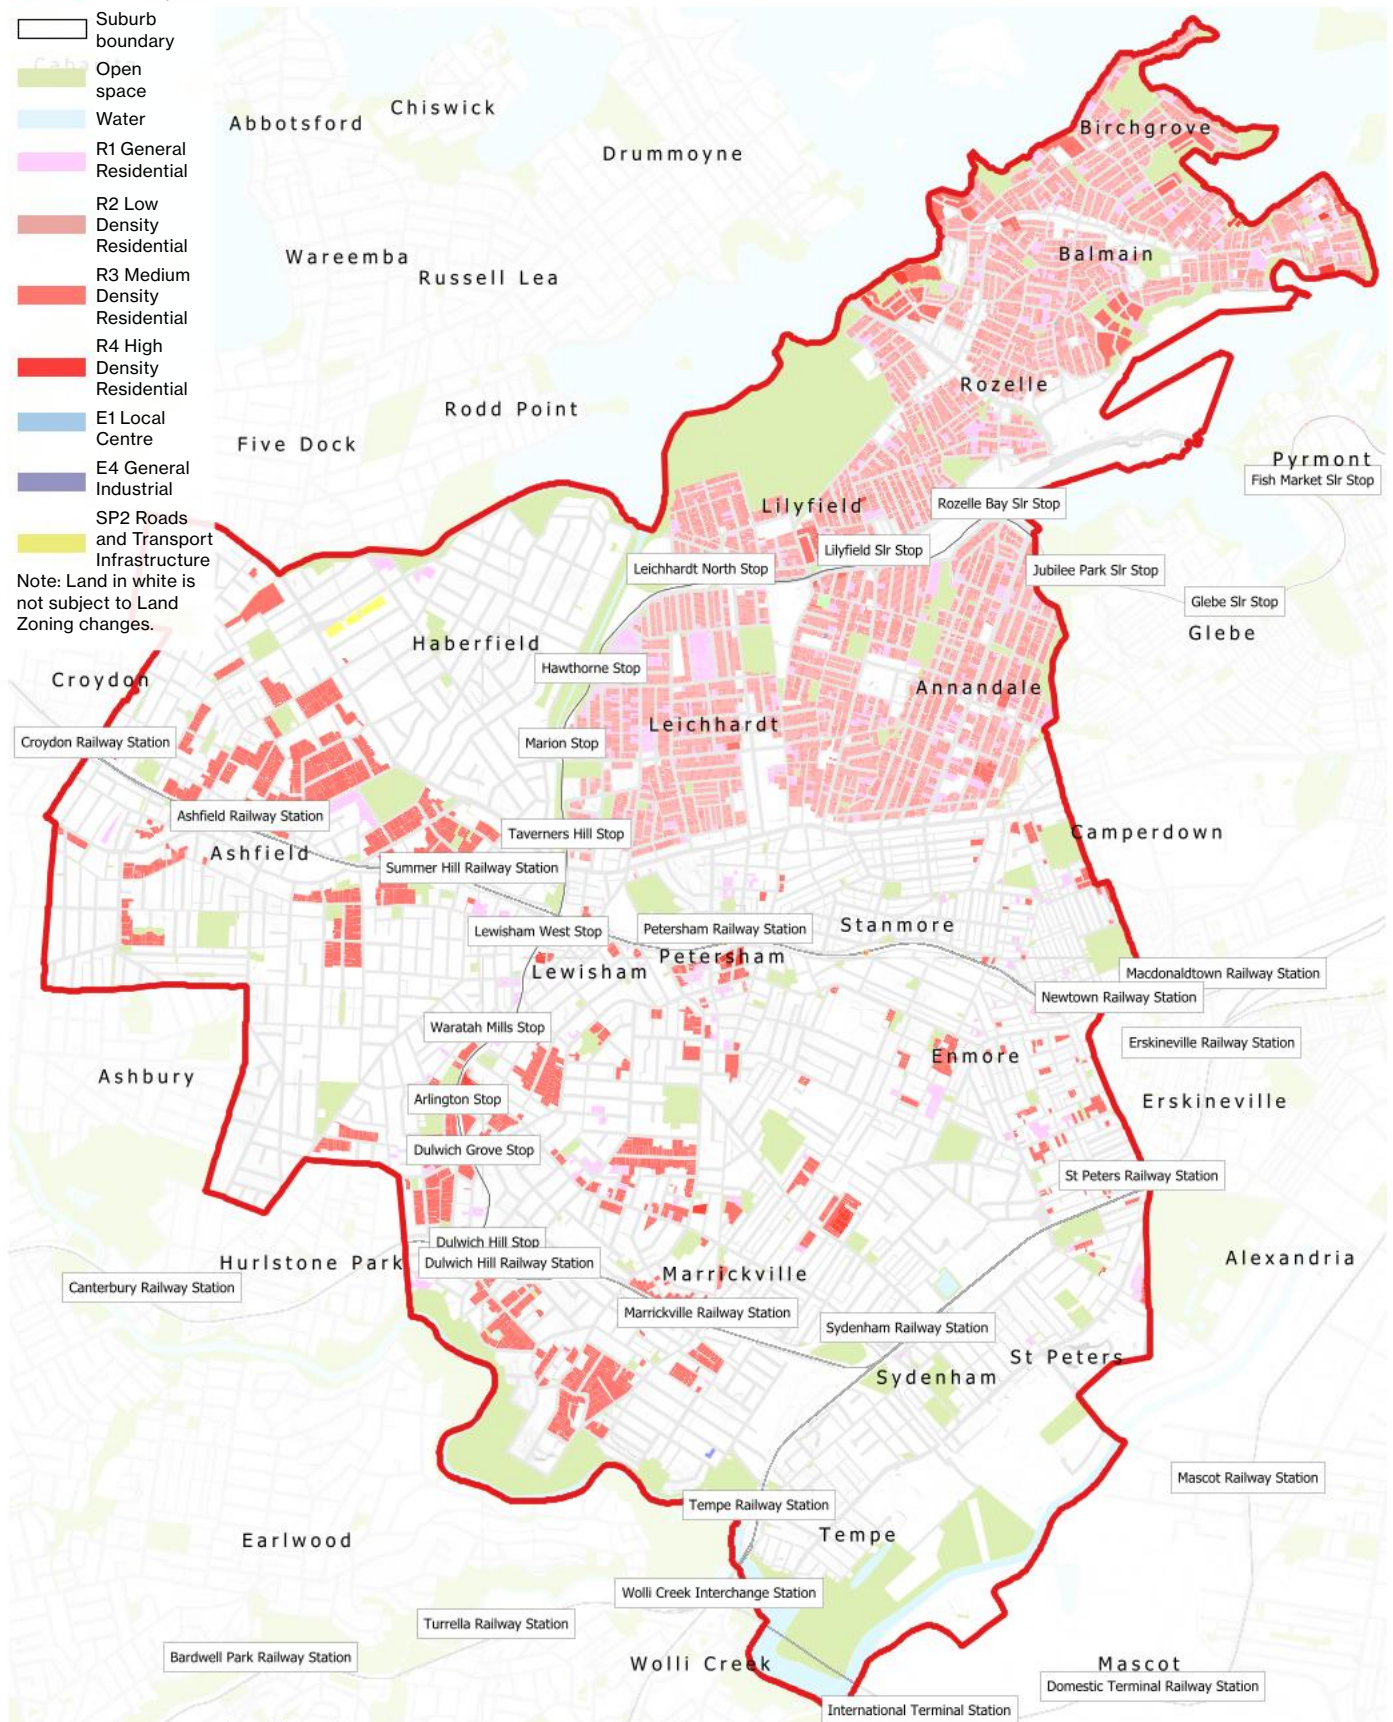 Suburb
boundary
Open
space
Water
R1 General
Residential
R2 Low
Density
Residential
R3 Medium
Density
Residential
R4 High
Density
Residential
E1 Local
Centre
E4 General
Industrial
SP2 Roads
and Transport
Infrastructure
Note: Land in white is
not subject to Land
Zoning changes.
Chiswick
Abbotsford
Drummoyne
Birchgrove
Wareemba
Balmain
Russell Lea
Rozelle
Rodd Point
Five Dock
Pyrmont
Fish Market Slr Stop
Lilyfield
Rozelle Bay Slr Stop
Lilyfield Slr Stop
Leichhardt North Stop
Jubilee Park Slr Stop
Glebe Slr Stop
Glebe
Haberfield
Hawthorne Stop
Croydon
Annandale
Leichhardt
Croydon Railway Station
Marion Stop
Ashfield Railway Station
Taverners Hill Stop
Camperdown
Ashfield
Summer Hill Railway Station
Stanmore
Lewisham West Stop
Petersham Railway Station
Petersham
Lewisham
Macdonaldtown Railway Station
Newtown Railway Station
Waratah Mills Stop
Erskineville Railway Station
Enmore
Ashbury
Arlington Stop
Erskineville
Dulwich Grove Stop
St Peters Railway Station
Dulwich Hill Stop
Hurlstone Park
Dulwich Hill Railway Station
Alexandria
Marrickville
Canterbury Railway Station
Marrickville Railway Station
Sydenham Railway Station
St Peters
Sydenham
Mascot Railway Station
Tempe Railway Station
Tempe
Earlwood
Wolli Creek Interchange Station
Turrella Railway Station
Bardwell Park Railway Station
Wolli Creek
Mascot
Domestic Terminal Railway Station
International Terminal Station